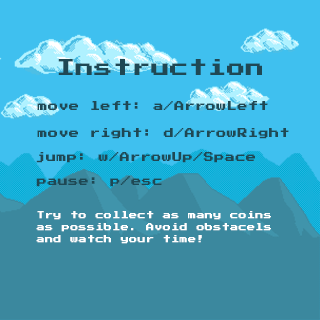 Instruction
move left: a/ArrowLeft
move right: d/ArrowRight
jump: w/ArrowUp/Space
pause: p/esc
Try to collect as many coins
as possible. Avoid obstacels
and watch your time!